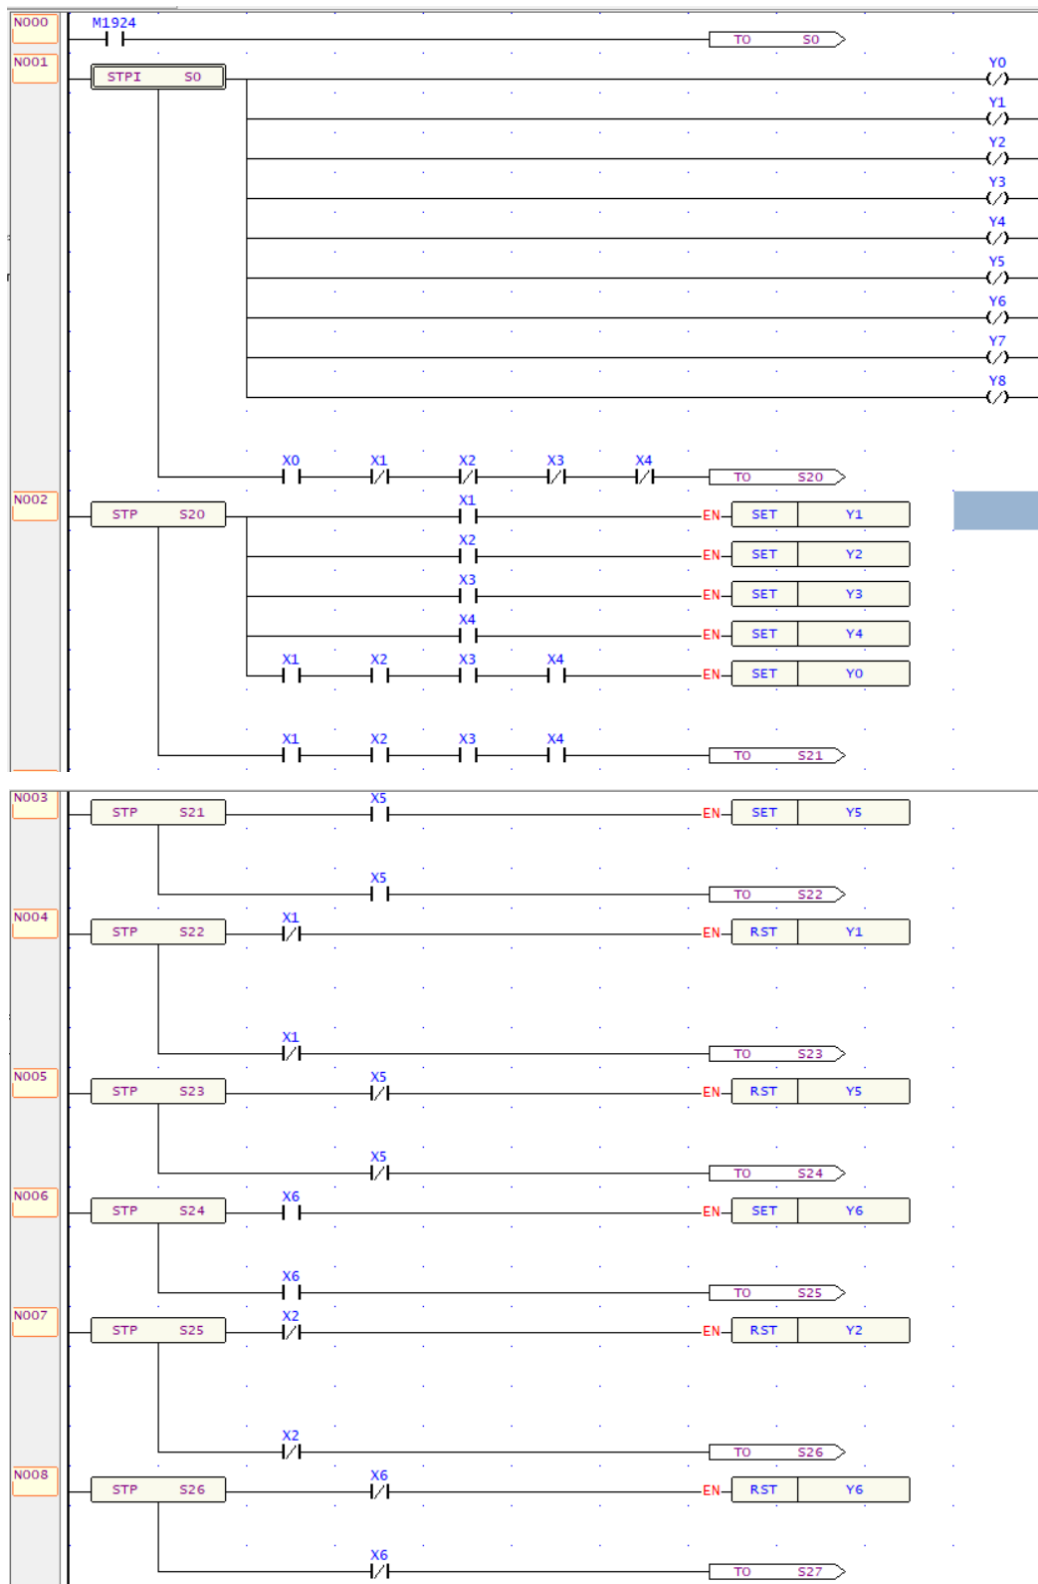 N000 M1924
TO S0
N001
STPI S0 Y0
Y1
Y2
Y3
Y4
Y5
Y6
Y7
Y8
X0 X1 X2 X3 X4
TO S20
N002 X1
STP S20 EN SET Y1
X2
EN SET Y2
X3
EN SET Y3
X4
EN SET Y4
X1 X2 X3 X4
EN SET Y0
X1 X2 X3 X4
TO S21
N003 X5
STP S21 EN SET Y5
X5
TO S22
N004 X1
STP S22 EN RST Y1
X1
TO S23
N005 X5
STP S23 EN RST Y5
X5
TO S24
N006 X6
STP S24 EN SET Y6
X6
TO S25
N007 X2
STP S25 EN RST Y2
X2
TO S26
N008 X6
STP S26 EN RST Y6
X6
TO S27